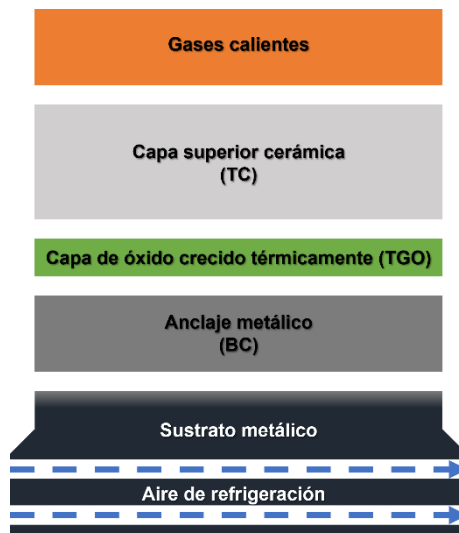 Gases calientes
Capa superior cerámica
(TC)
Capa de óxido crecido térmicamente (TGO)
Anclaje metálico
(BC)
Sustrato metálico
Aire de refrigeración